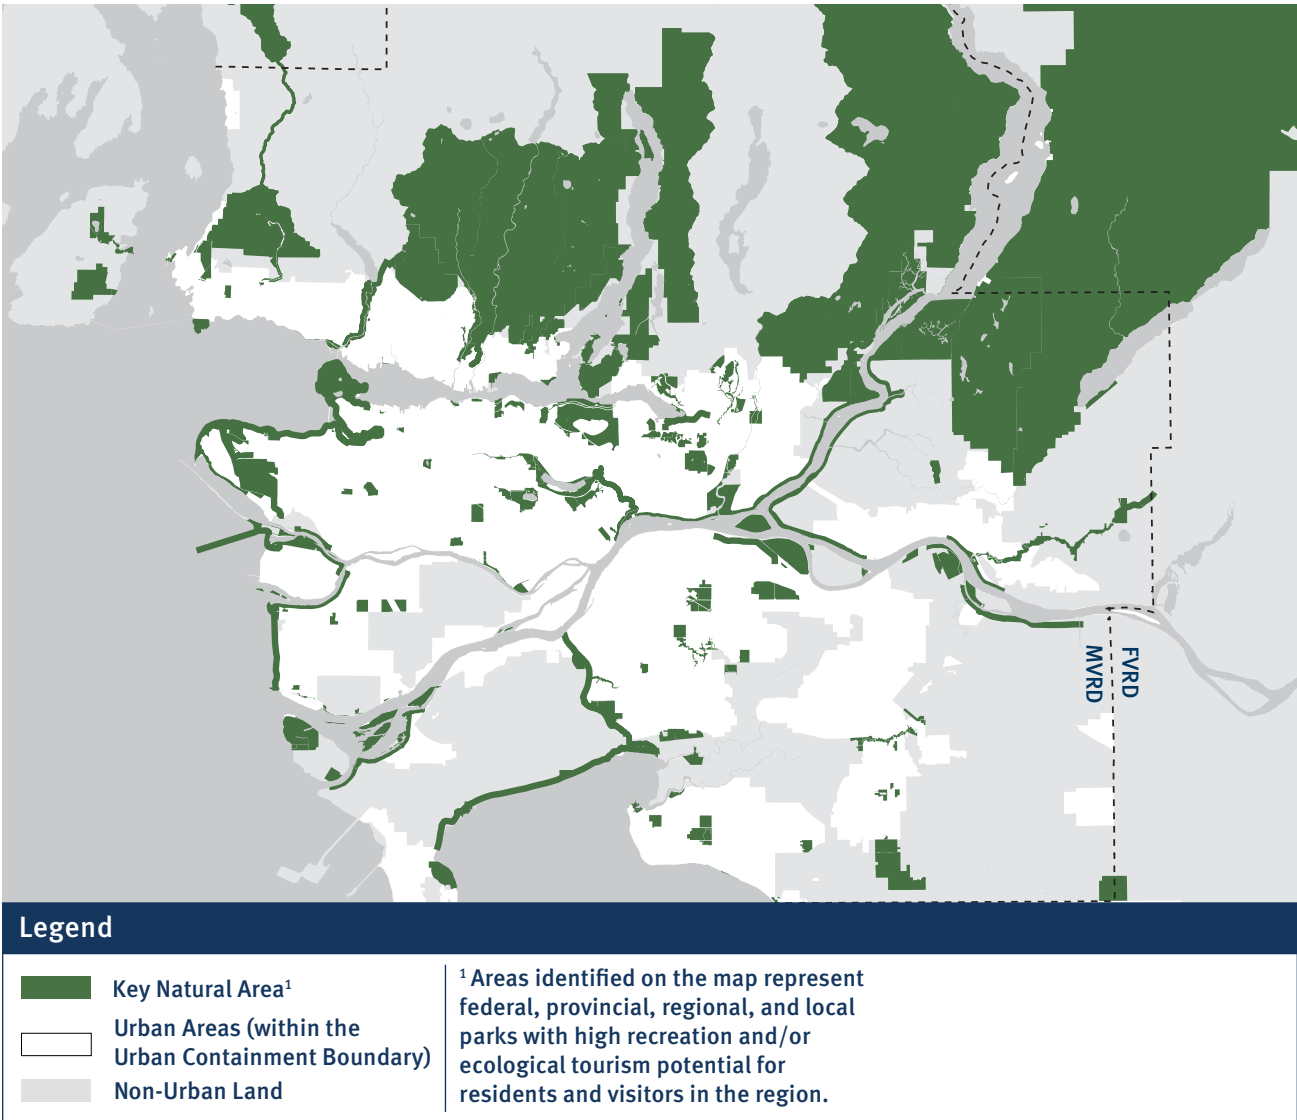 FVRD
MVRD
Legend
Key Natural Area¹
Urban Areas (within the
Urban Containment Boundary)
Non-Urban Land
¹ Areas identified on the map represent
federal, provincial, regional, and local
parks with high recreation and/or
ecological tourism potential for
residents and visitors in the region.